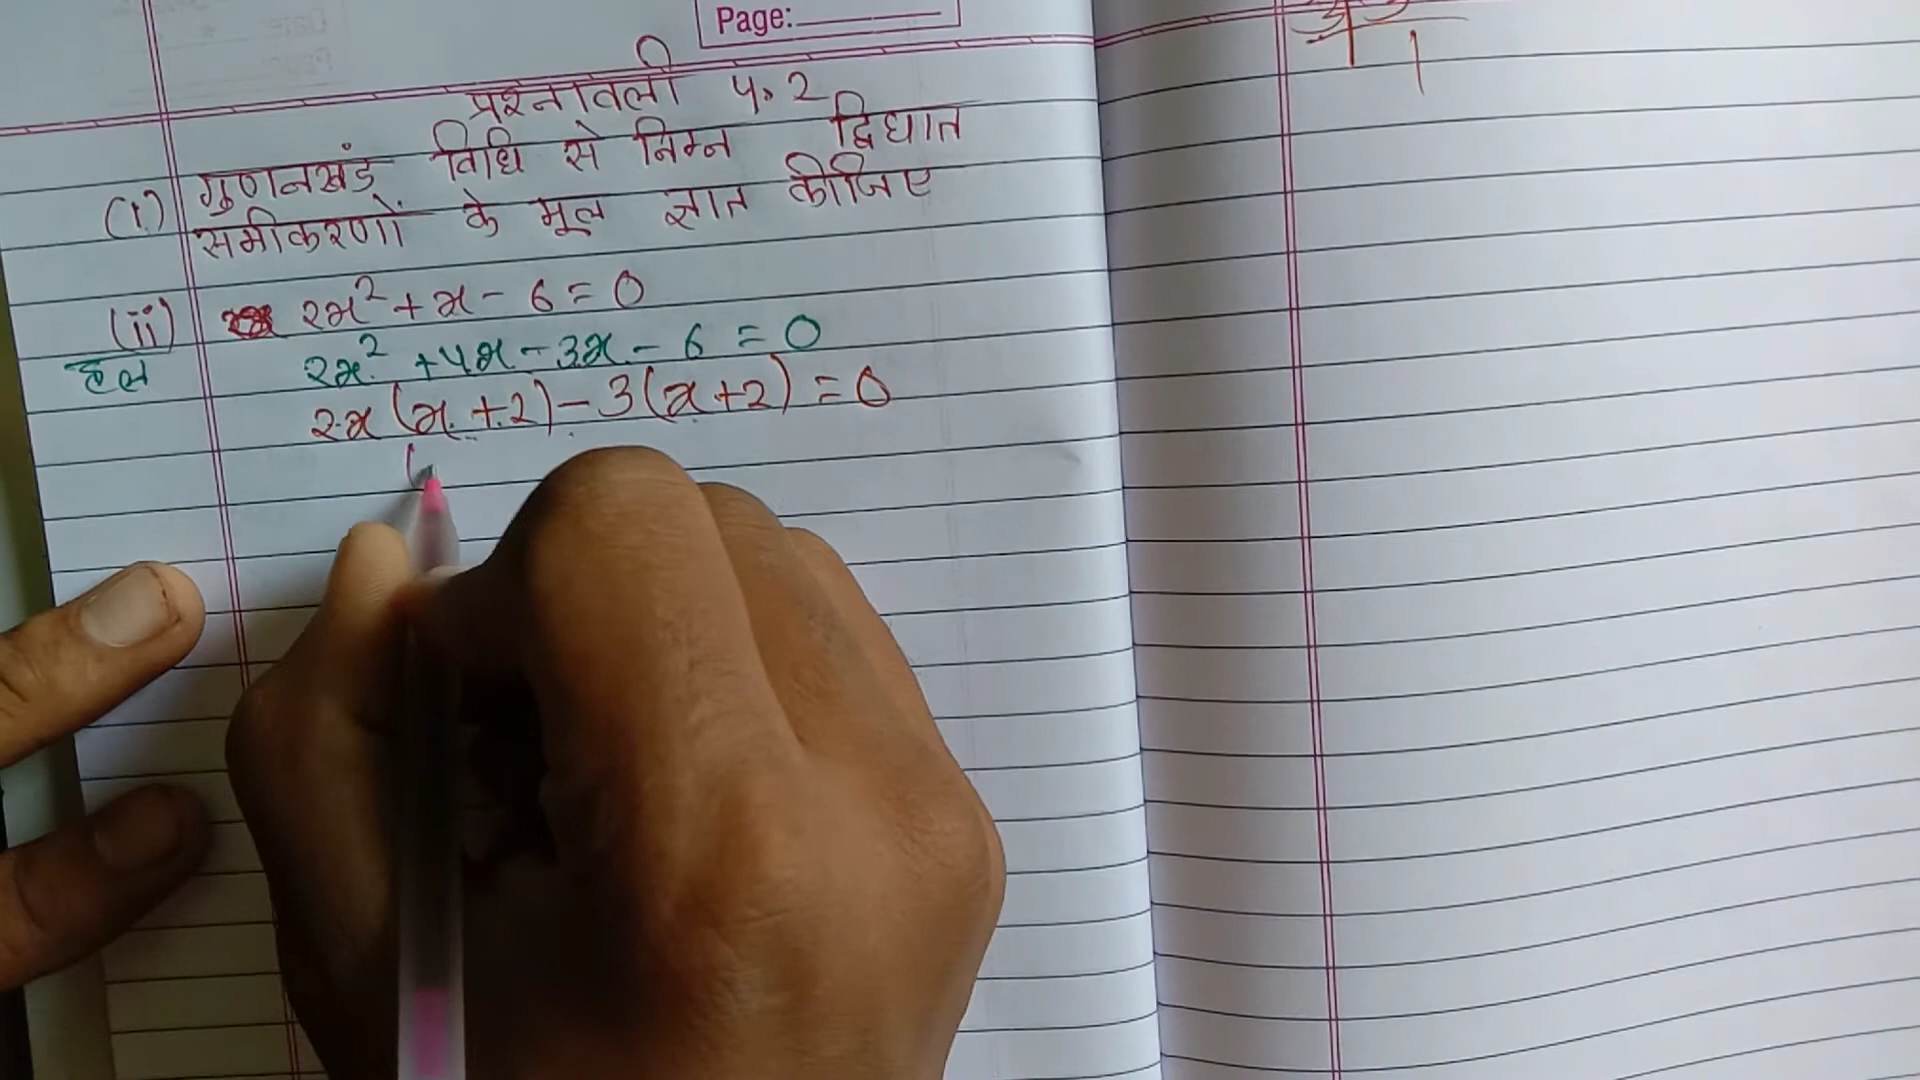 Page:
प्रश्नावली 4.2
(i) गुणनखंड विधि से निम्न द्विघात
समीकरणों के मूल ज्ञात कीजिए
(ii) 2x² + x - 6 = 0
हल 2x² + 4x - 3x - 6 = 0
2x (x + 2) - 3 (x + 2) = 0
(